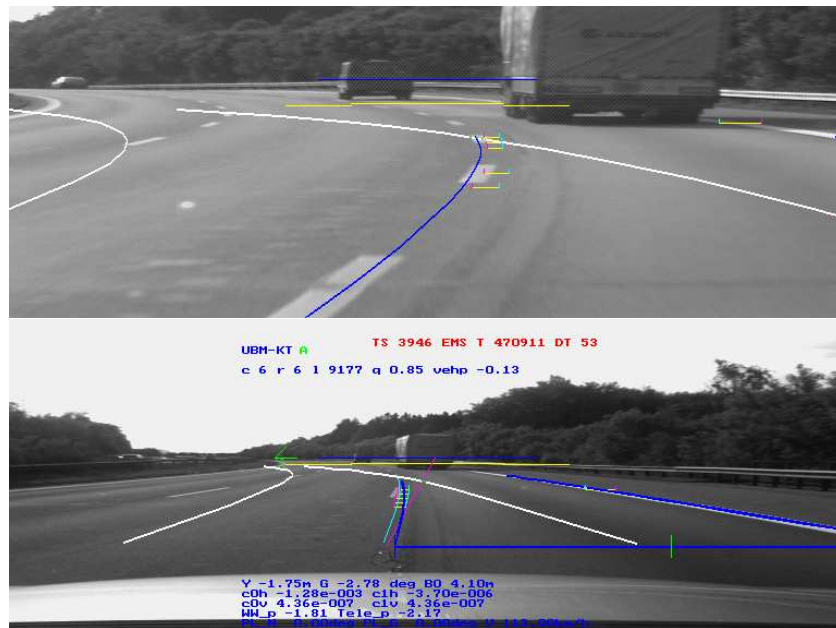 TS 3946 EMS T 470911 DT 53
UBM-KT A
c 6 r 6 l 9177 q 0.85 vehp -0.13
Y -1.75m G -2.78 deg BO 4.10m
c0h -1.28e-003 c1h -3.70e-006
c0v 4.36e-007 c1v 4.36e-007
WW_p -1.81 Tele_p -2.17